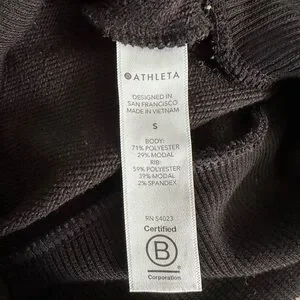 ATHLETA
DESIGNED IN
SAN FRANCISCO
MADE IN VIETNAM
S
BODY:
71% POLYESTER
29% MODAL
RIB:
59% POLYESTER
39% MODAL
2% SPANDEX
RN 54023
Certified
B
Corporation